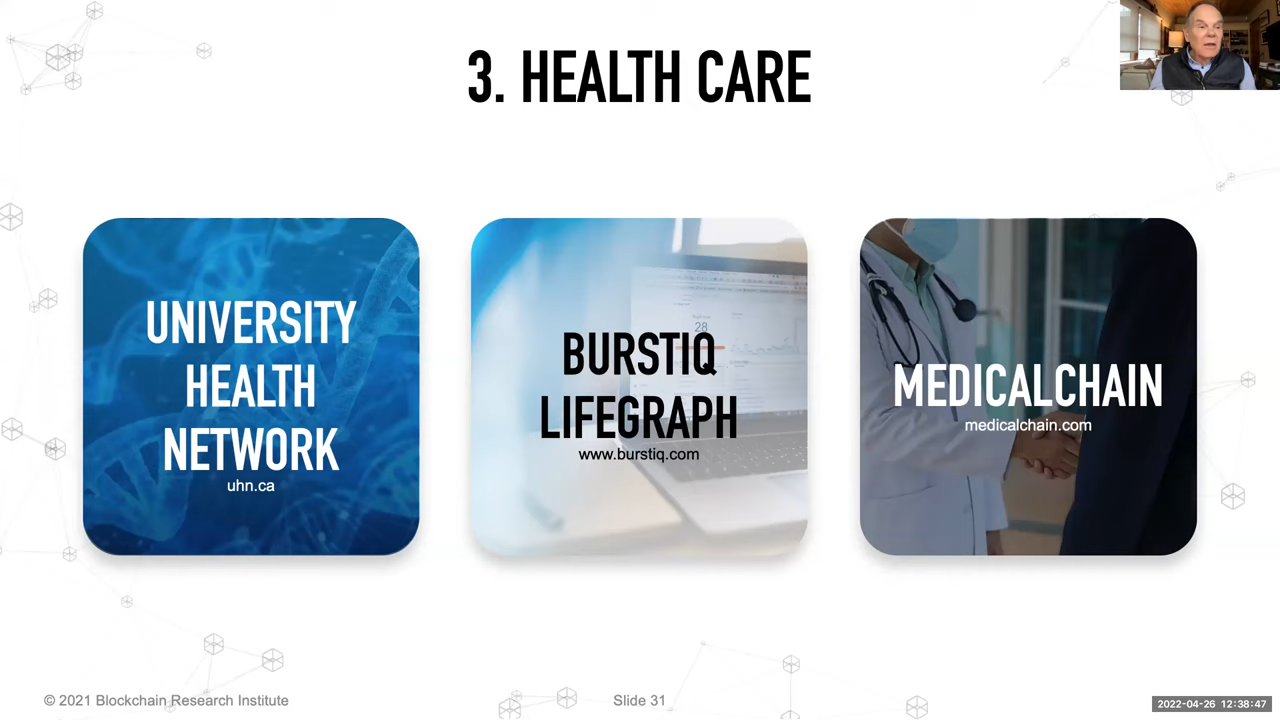 3. HEALTH CARE
UNIVERSITY
HEALTH
NETWORK
uhn.ca
BURSTIQ
LIFEGRAPH
www.burstiq.com
28
MEDICALCHAIN
medicalchain.com
© 2021 Blockchain Research Institute
Slide 31
2022-04-26 12:38:47